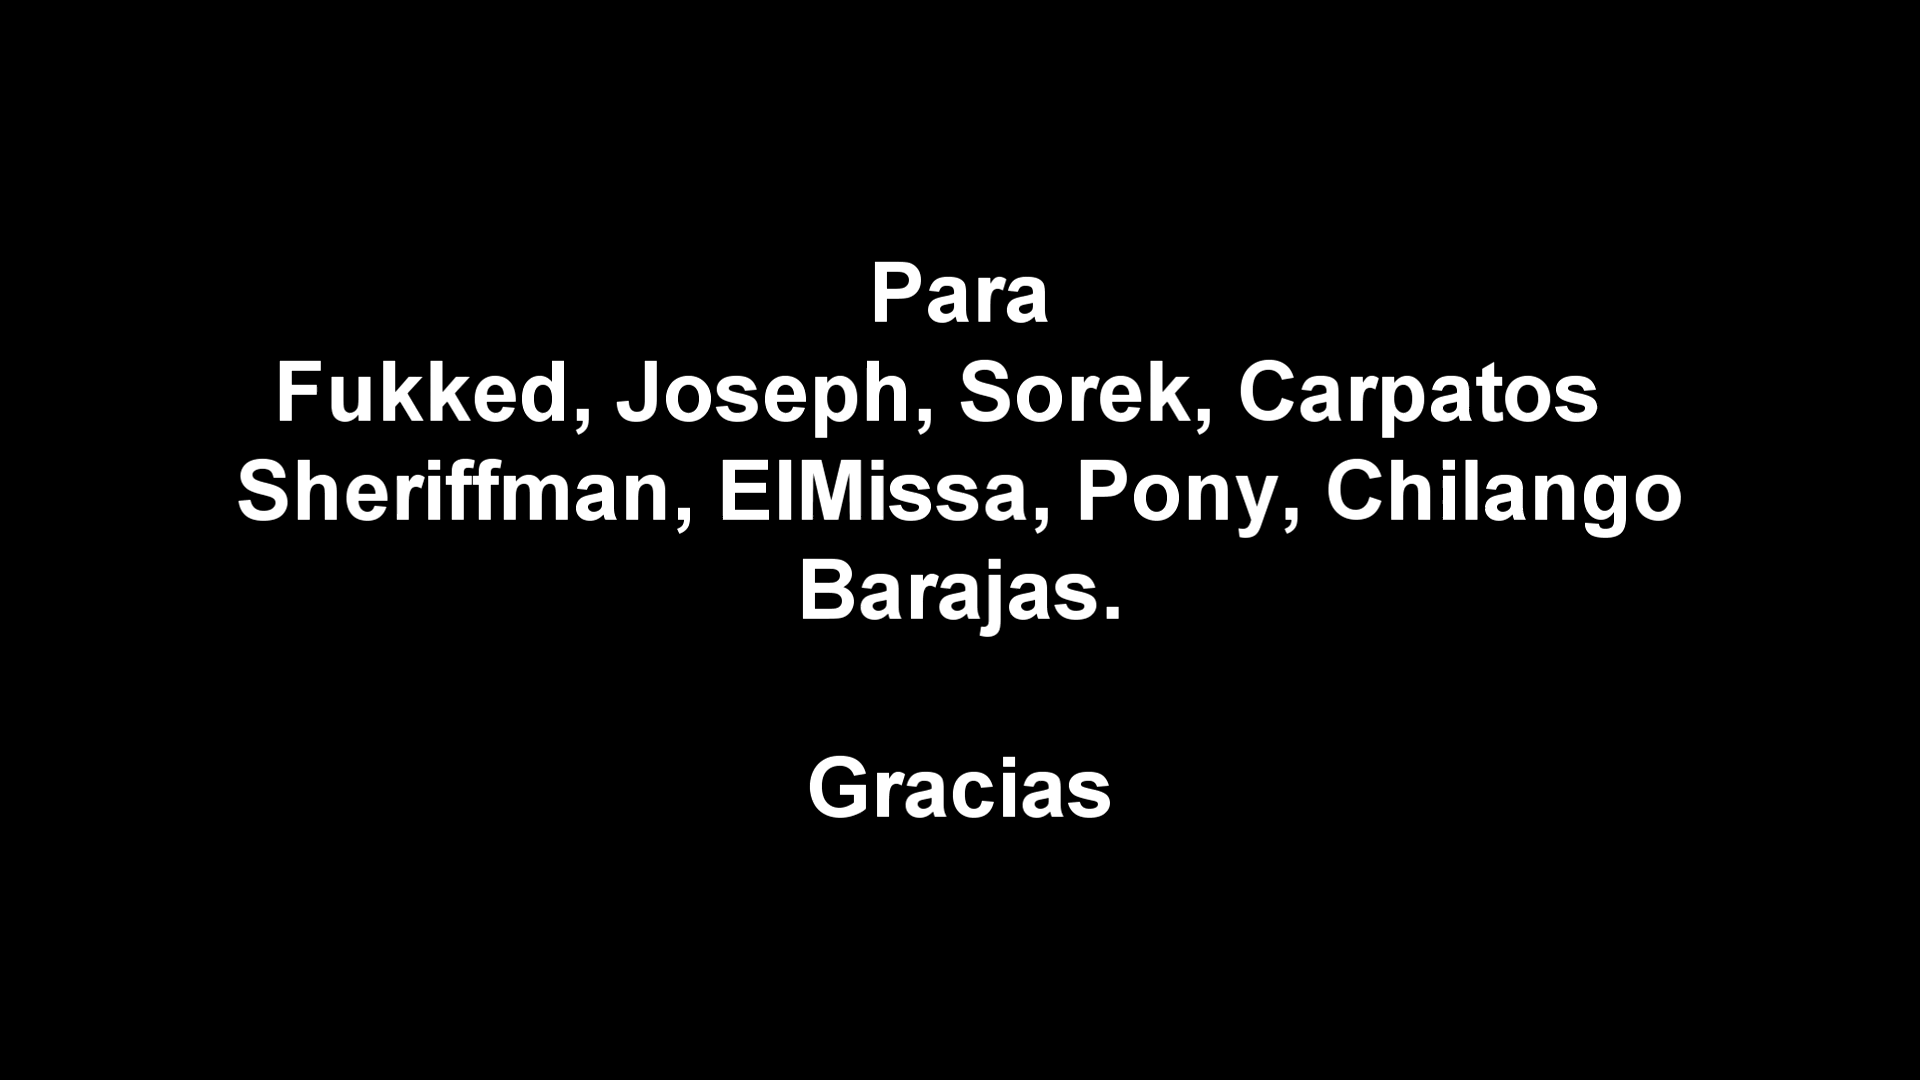 Para
Fukked, Joseph, Sorek, Carpatos
Sheriffman, ElMissa, Pony, Chilango
Barajas.
Gracias